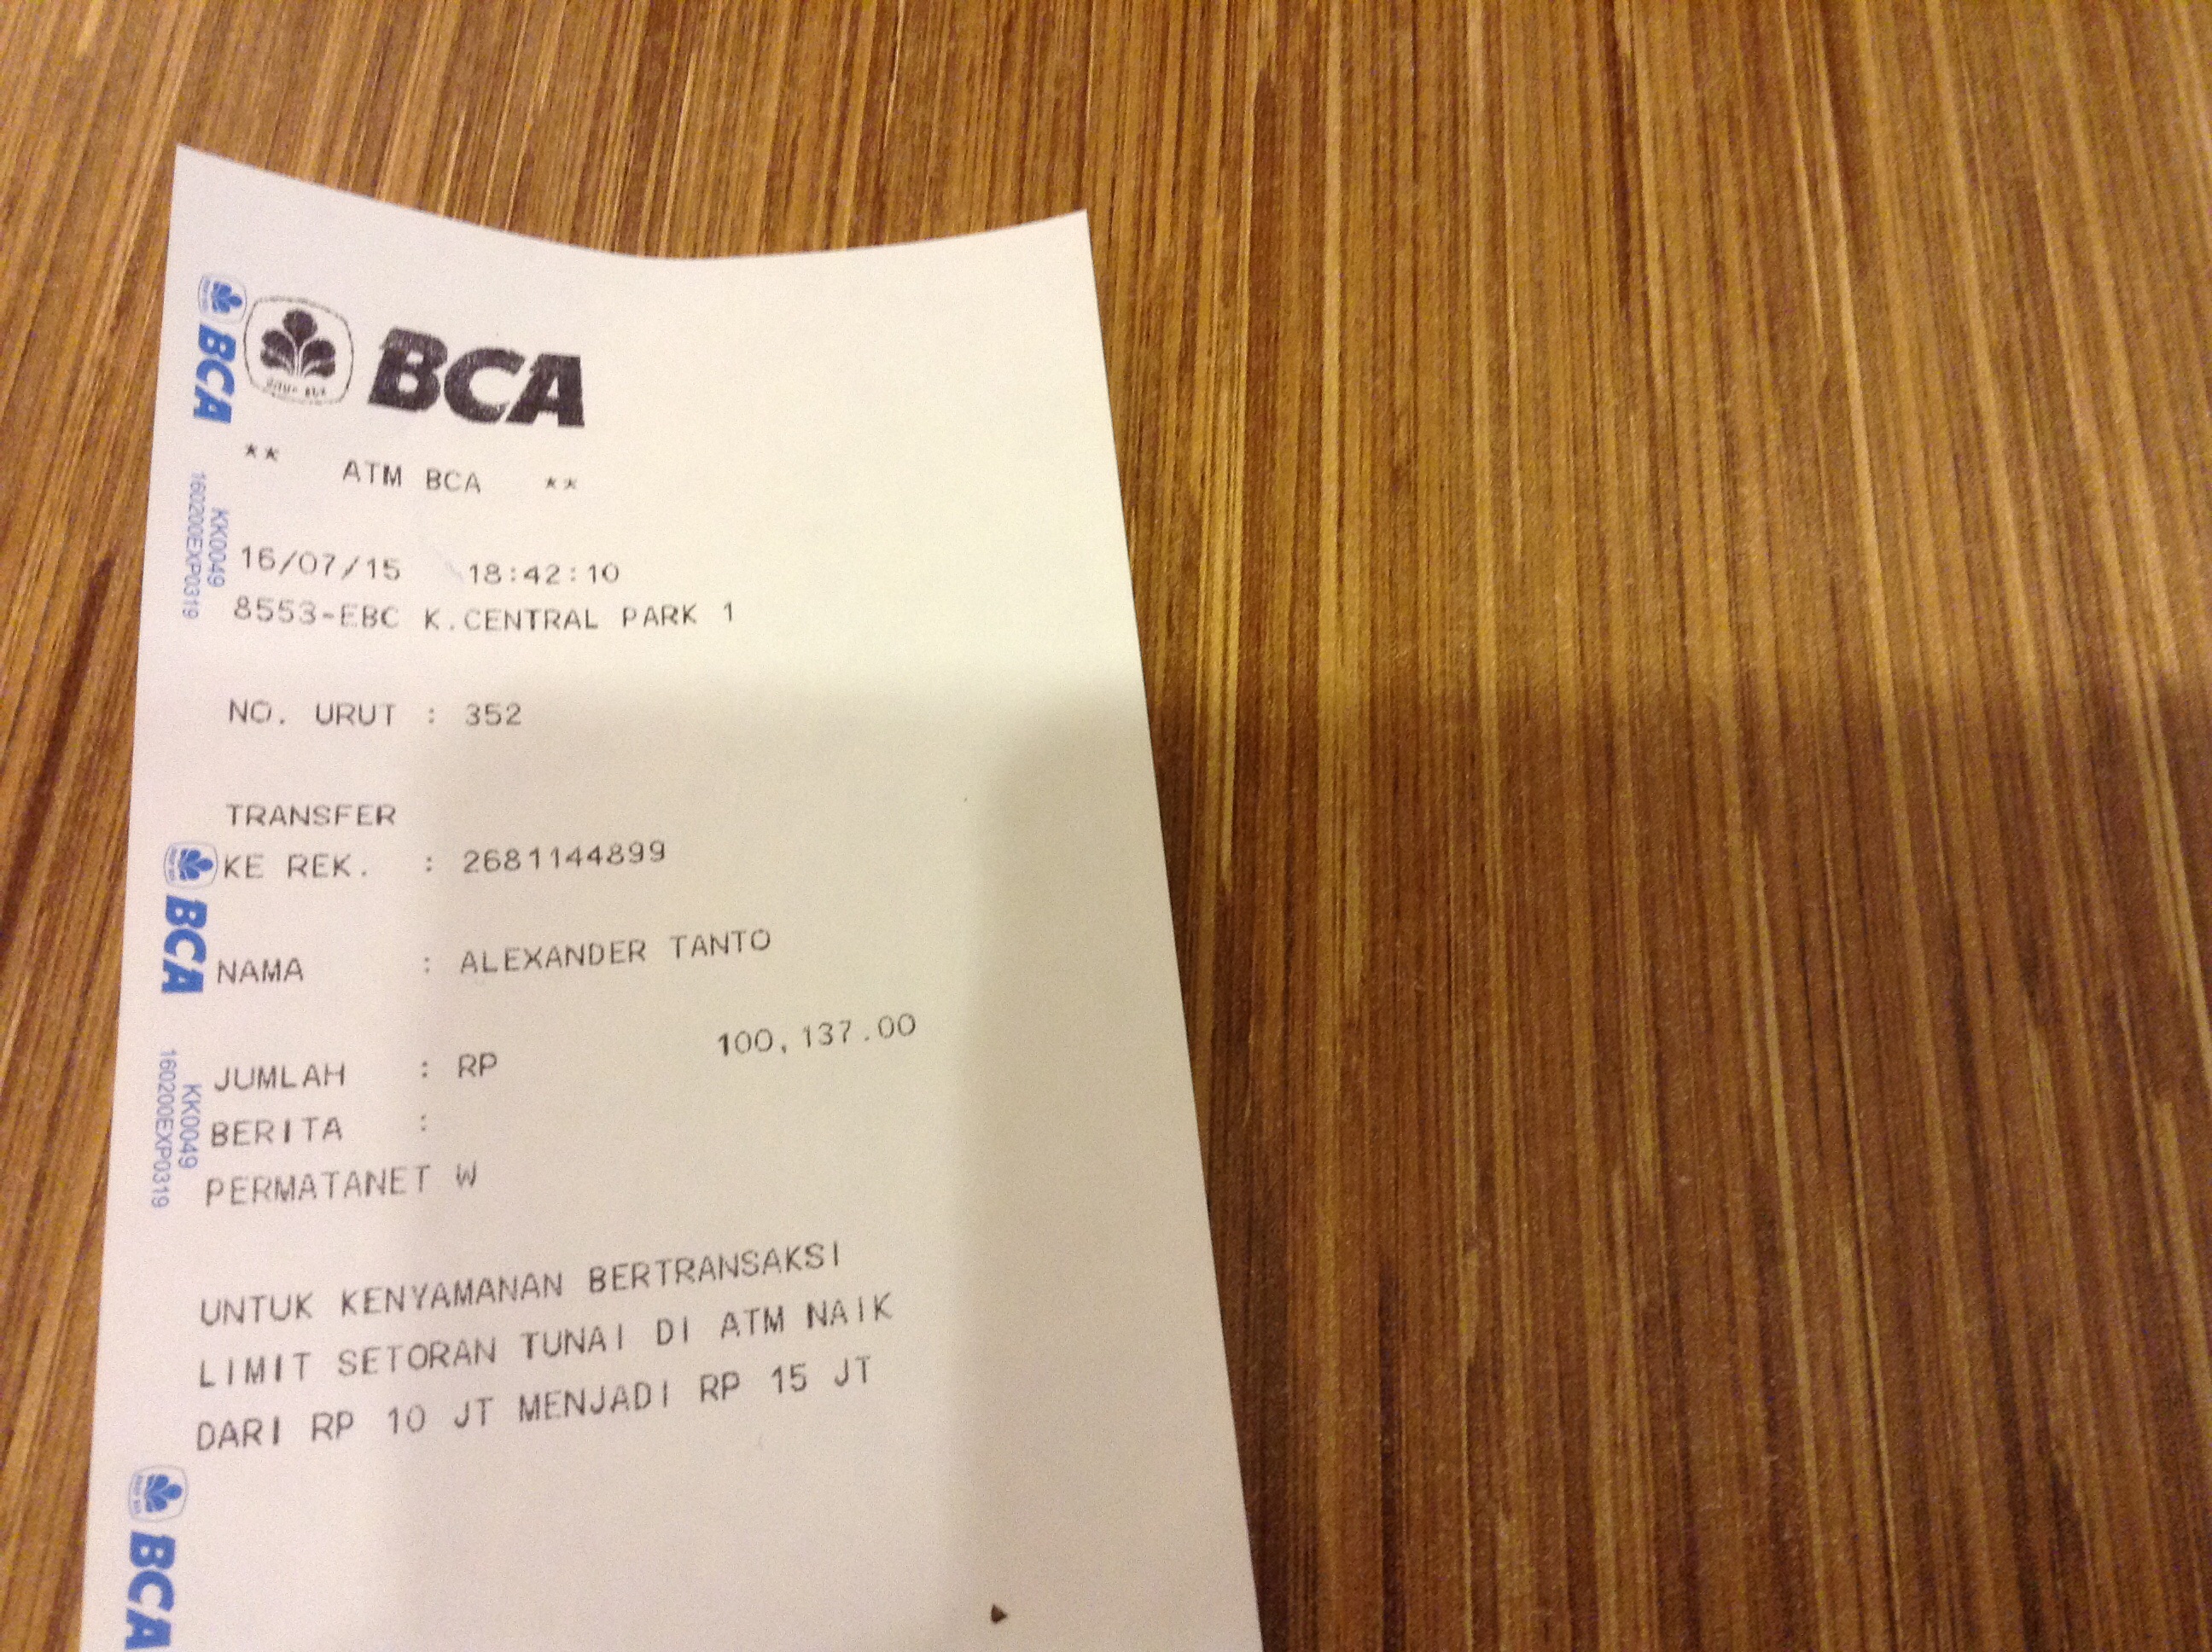 BCA
** ATM BCA **
16/07/15 18:42:10
8553-EBC K.CENTRAL PARK 1
NO. URUT : 352
TRANSFER
KE REK. : 2681144899
NAMA : ALEXANDER TANTO
JUMLAH : RP 100,137.00
BERITA :
PERMATANET W
UNTUK KENYAMANAN BERTRANSAKSI
LIMIT SETORAN TUNAI DI ATM NAIK
DARI RP 10 JT MENJADI RP 15 JT
BCA
KK0049
160200EXP0319
BCA
KK0049
160200EXP0319
BCA